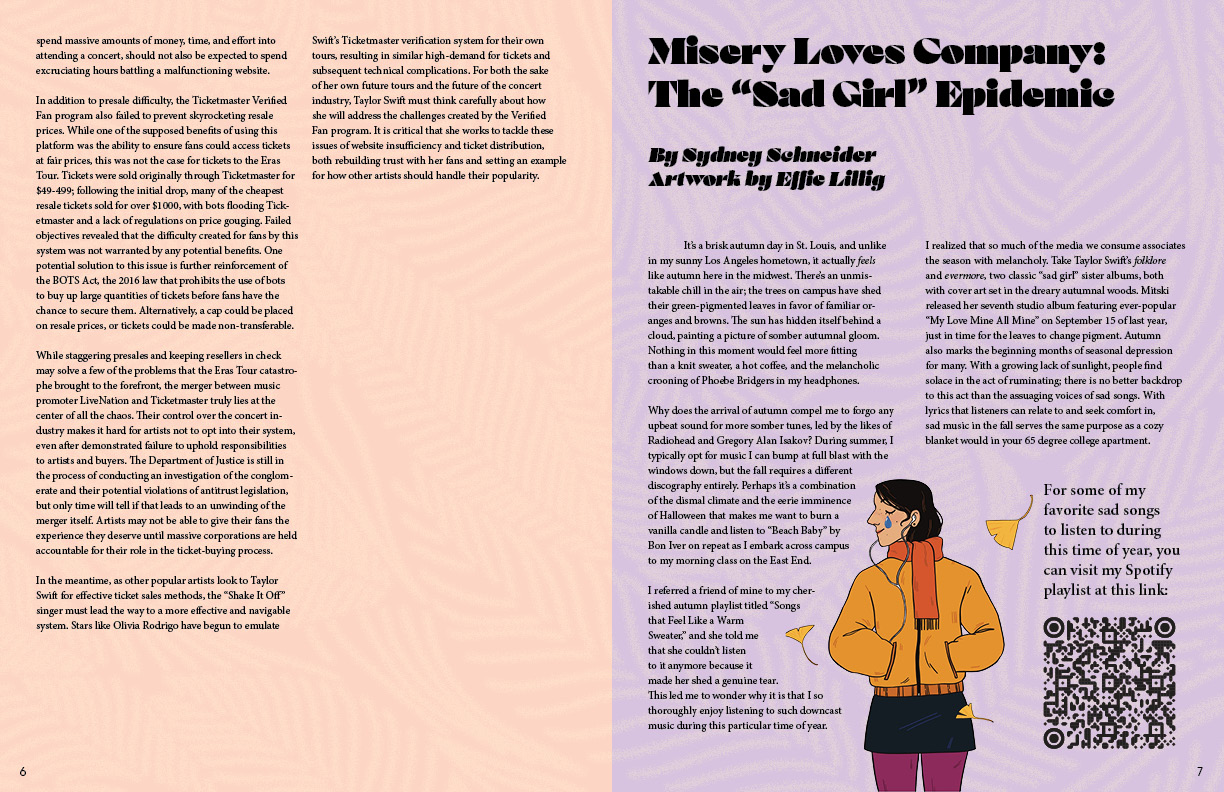 spend massive amounts of money, time, and effort into
attending a concert, should not also be expected to spend
excruciating hours battling a malfunctioning website.
In addition to presale difficulty, the Ticketmaster Verified
Fan program also failed to prevent skyrocketing resale
prices. While one of the supposed benefits of using this
platform was the ability to ensure fans could access tickets
at fair prices, this was not the case for tickets to the Eras
Tour. Tickets were sold originally through Ticketmaster for
$49-499; following the initial drop, many of the cheapest
resale tickets sold for over $1000, with bots flooding Tick-
etmaster and a lack of regulations on price gouging. Failed
objectives revealed that the difficulty created for fans by this
system was not warranted by any potential benefits. One
potential solution to this issue is further reinforcement of
the BOTS Act, the 2016 law that prohibits the use of bots
to buy up large quantities of tickets before fans have the
chance to secure them. Alternatively, a cap could be placed
on resale prices, or tickets could be made non-transferable.
While staggering presales and keeping resellers in check
may solve a few of the problems that the Eras Tour catastro-
phe brought to the forefront, the merger between music
promoter LiveNation and Ticketmaster truly lies at the
center of all the chaos. Their control over the concert in-
dustry makes it hard for artists not to opt into their system,
even after demonstrated failure to uphold responsibilities
to artists and buyers. The Department of Justice is still in
the process of conducting an investigation of the conglom-
erate and their potential violations of antitrust legislation,
but only time will tell if that leads to an unwinding of the
merger itself. Artists may not be able to give their fans the
experience they deserve until massive corporations are held
accountable for their role in the ticket-buying process.
In the meantime, as other popular artists look to Taylor
Swift for effective ticket sales methods, the “Shake It Off”
singer must lead the way to a more effective and navigable
system. Stars like Olivia Rodrigo have begun to emulate
Swift’s Ticketmaster verification system for their own
tours, resulting in similar high-demand for tickets and
subsequent technical complications. For both the sake
of her own future tours and the future of the concert
industry, Taylor Swift must think carefully about how
she will address the challenges created by the Verified
Fan program. It is critical that she works to tackle these
issues of website insufficiency and ticket distribution,
both rebuilding trust with her fans and setting an example
for how other artists should handle their popularity.
6
Misery Loves Company:
The “Sad Girl” Epidemic
By Sydney Schneider
Artwork by Effie Lillig
It’s a brisk autumn day in St. Louis, and unlike
in my sunny Los Angeles hometown, it actually feels
like autumn here in the midwest. There’s an unmis-
takable chill in the air; the trees on campus have shed
their green-pigmented leaves in favor of familiar or-
anges and browns. The sun has hidden itself behind a
cloud, painting a picture of somber autumnal gloom.
Nothing in this moment would feel more fitting
than a knit sweater, a hot coffee, and the melancholic
crooning of Phoebe Bridgers in my headphones.
Why does the arrival of autumn compel me to forgo any
upbeat sound for more somber tunes, led by the likes of
Radiohead and Gregory Alan Isakov? During summer, I
typically opt for music I can bump at full blast with the
windows down, but the fall requires a different
discography entirely. Perhaps it’s a combination
of the dismal climate and the eerie imminence
of Halloween that makes me want to burn a
vanilla candle and listen to “Beach Baby” by
Bon Iver on repeat as I embark across campus
to my morning class on the East End.
I referred a friend of mine to my cher-
ished autumn playlist titled “Songs
that Feel Like a Warm
Sweater,” and she told me
that she couldn’t listen
to it anymore because it
made her shed a genuine tear.
This led me to wonder why it is that I so
thoroughly enjoy listening to such downcast
music during this particular time of year.
I realized that so much of the media we consume associates
the season with melancholy. Take Taylor Swift’s folklore
and evermore, two classic “sad girl” sister albums, both
with cover art set in the dreary autumnal woods. Mitski
released her seventh studio album featuring ever-popular
“My Love Mine All Mine” on September 15 of last year,
just in time for the leaves to change pigment. Autumn
also marks the beginning months of seasonal depression
for many. With a growing lack of sunlight, people find
solace in the act of ruminating; there is no better backdrop
to this act than the assuaging voices of sad songs. With
lyrics that listeners can relate to and seek comfort in,
sad music in the fall serves the same purpose as a cozy
blanket would in your 65 degree college apartment.
For some of my
favorite sad songs
to listen to during
this time of year, you
can visit my Spotify
playlist at this link:
7